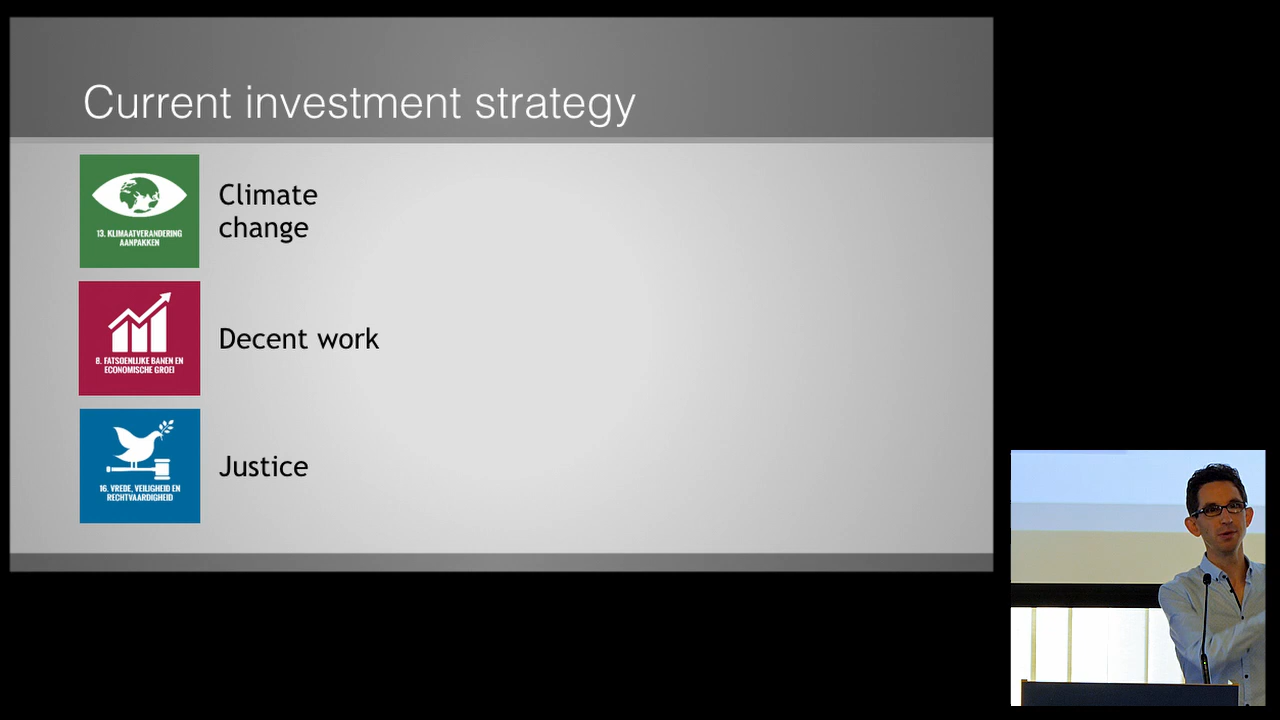 Current investment strategy
13. KLIMAATVERANDERING
AANPAKKEN
Climate
change
8. FATSOENLIJKE BANEN EN
ECONOMISCHE GROEI
Decent work
16. VREDE, VEILIGHEID EN
RECHTVAARDIGHEID
Justice